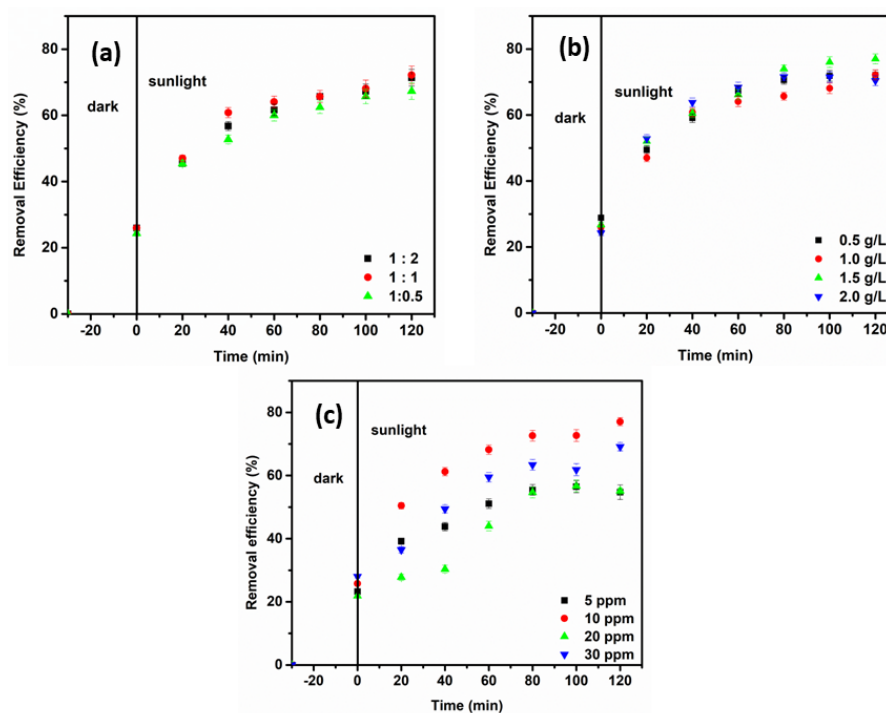 (a)
sunlight
dark
Removal Efficiency (%)
80
60
40
20
0
1 : 2
1 : 1
1:0.5
-20 0 20 40 60 80 100 120
Time (min)
(b)
sunlight
dark
Removal Efficiency (%)
80
60
40
20
0
0.5 g/L
1.0 g/L
1.5 g/L
2.0 g/L
-20 0 20 40 60 80 100 120
Time (min)
(c)
sunlight
dark
Removal efficiency (%)
80
60
40
20
0
5 ppm
10 ppm
20 ppm
30 ppm
-20 0 20 40 60 80 100 120
Time (min)